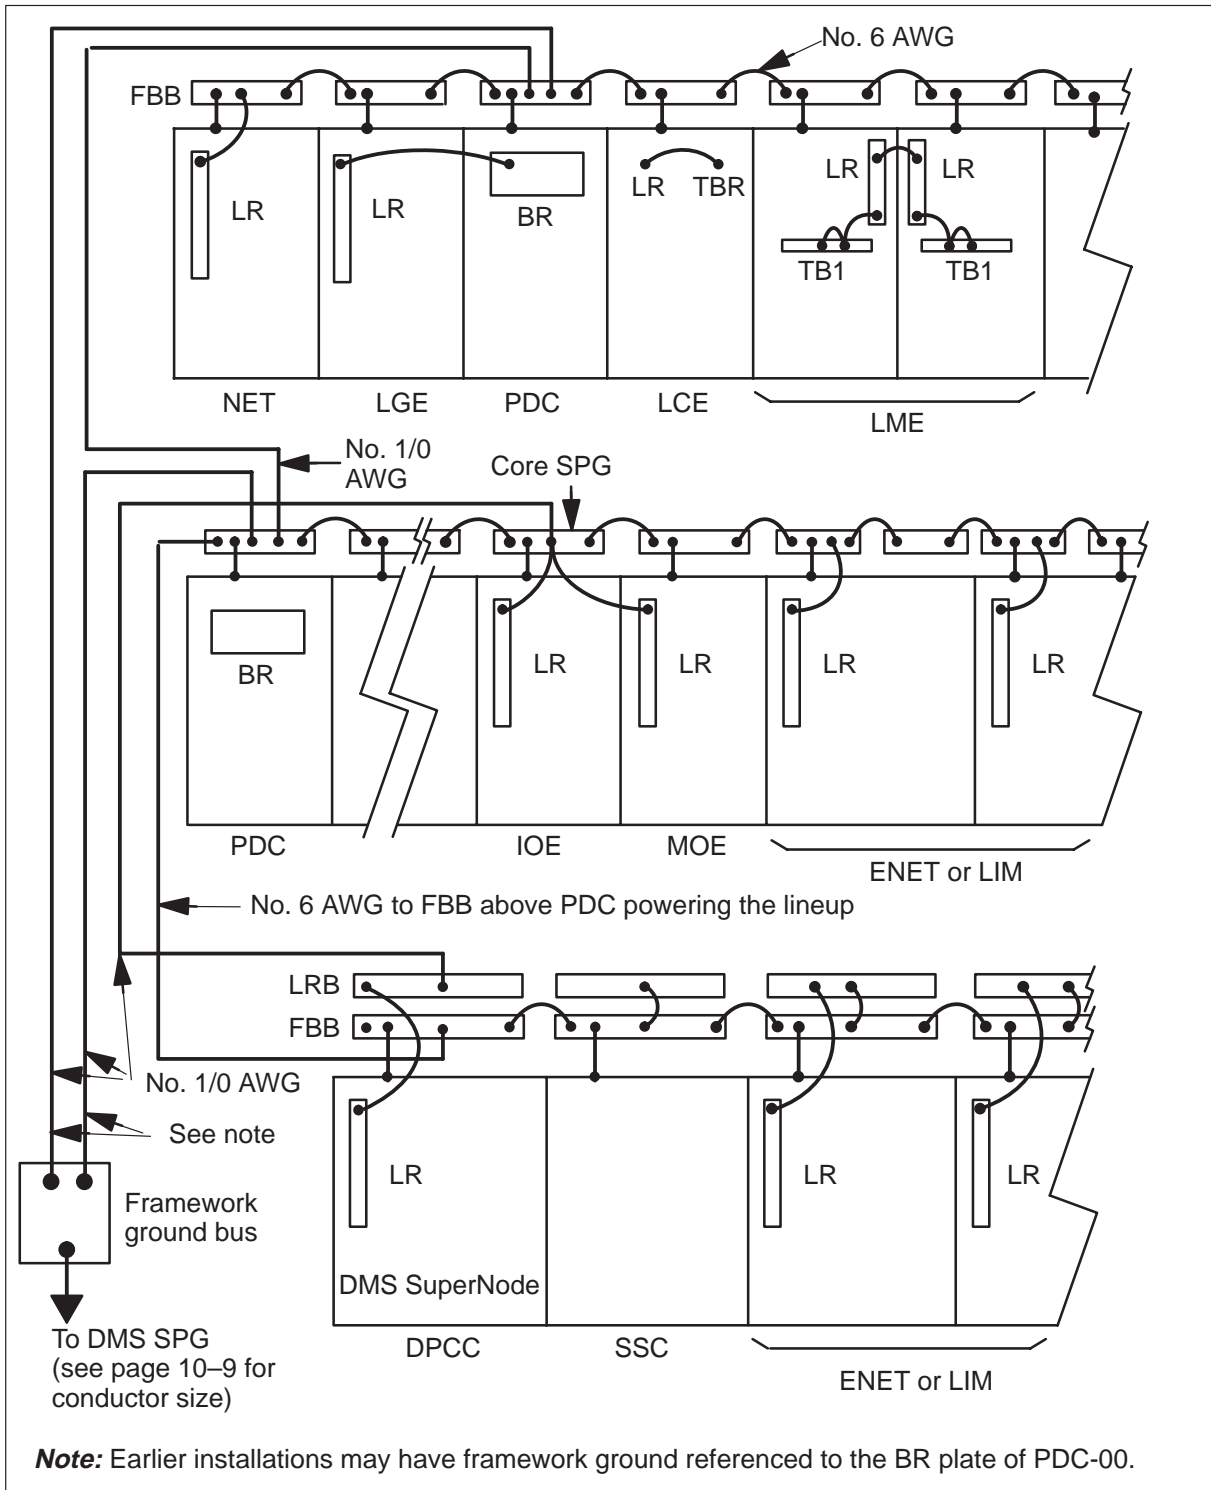 No. 6 AWG
FBB
LR
LR
BR
LR TBR
LR
LR
TB1
TB1
NET
LGE
PDC
LCE
LME
No. 1/0
AWG
Core SPG
BR
LR
LR
LR
LR
PDC
IOE
MOE
ENET or LIM
No. 6 AWG to FBB above PDC powering the lineup
LRB
FBB
No. 1/0 AWG
See note
LR
LR
LR
Framework
ground bus
DMS SuperNode
To DMS SPG
(see page 10–9 for
conductor size)
DPCC
SSC
ENET or LIM
Note: Earlier installations may have framework ground referenced to the BR plate of PDC-00.